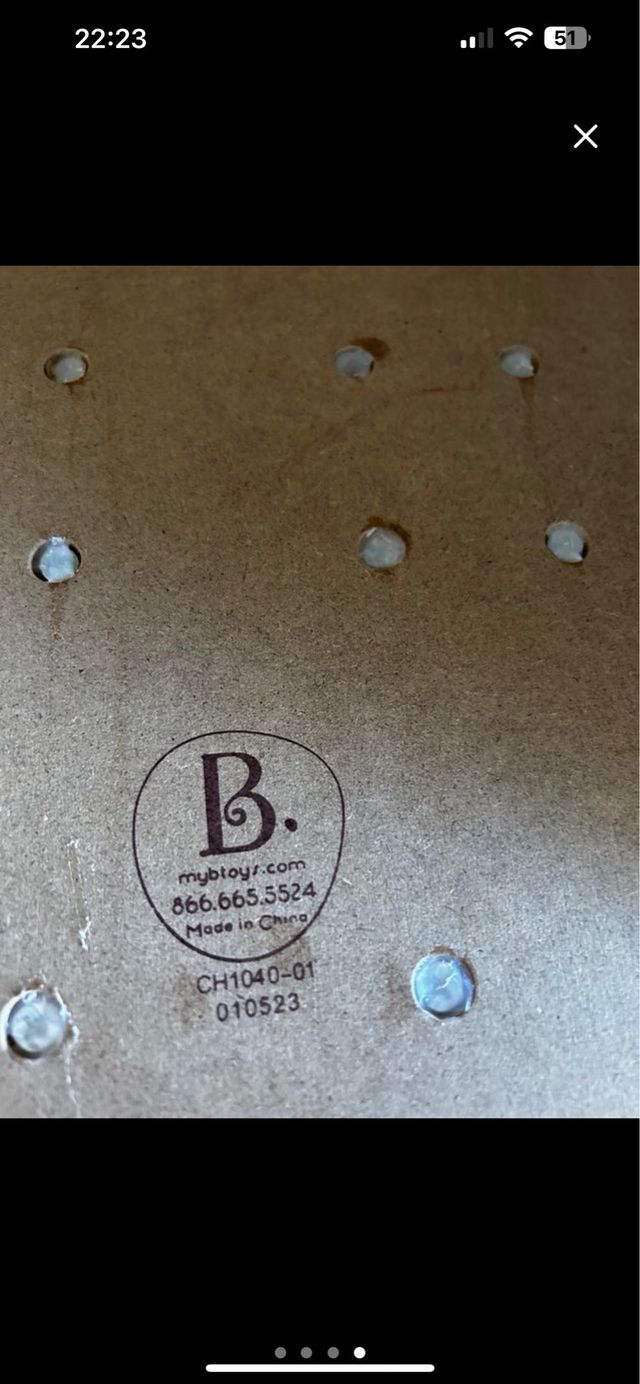 22:23
51
B.
mybtoys.com
866.665.5524
Made in China
CH1040-01
010523